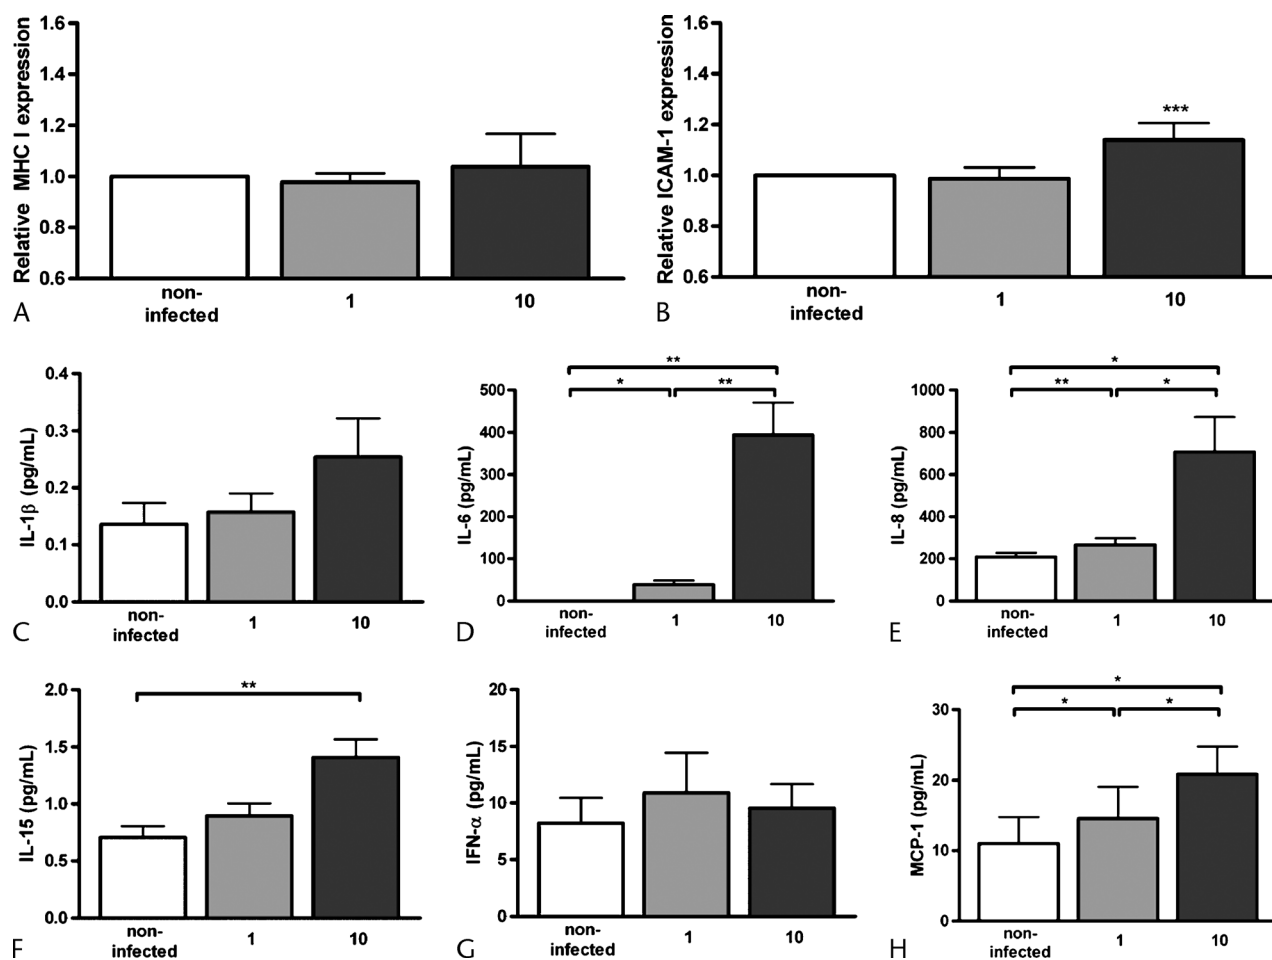 Relative MHC I expression
1.6
1.4
1.2
1.0
0.8
0.6
non-
infected
1
10
A
Relative ICAM-1 expression
1.6
1.4
1.2
1.0
0.8
0.6
***
non-
infected
1
10
B
IL-1β (pg/mL)
0.4
0.3
0.2
0.1
0.0
non-
infected
1
10
C
**
*
**
IL-6 (pg/mL)
500
400
300
200
100
0
non-
infected
1
10
D
*
**
*
IL-8 (pg/mL)
1000
800
600
400
200
0
non-
infected
1
10
E
**
IL-15 (pg/mL)
2.0
1.5
1.0
0.5
0.0
non-
infected
1
10
F
IFN-α (pg/mL)
20
15
10
5
0
non-
infected
1
10
G
*
*
*
MCP-1 (pg/mL)
30
20
10
0
non-
infected
1
10
H